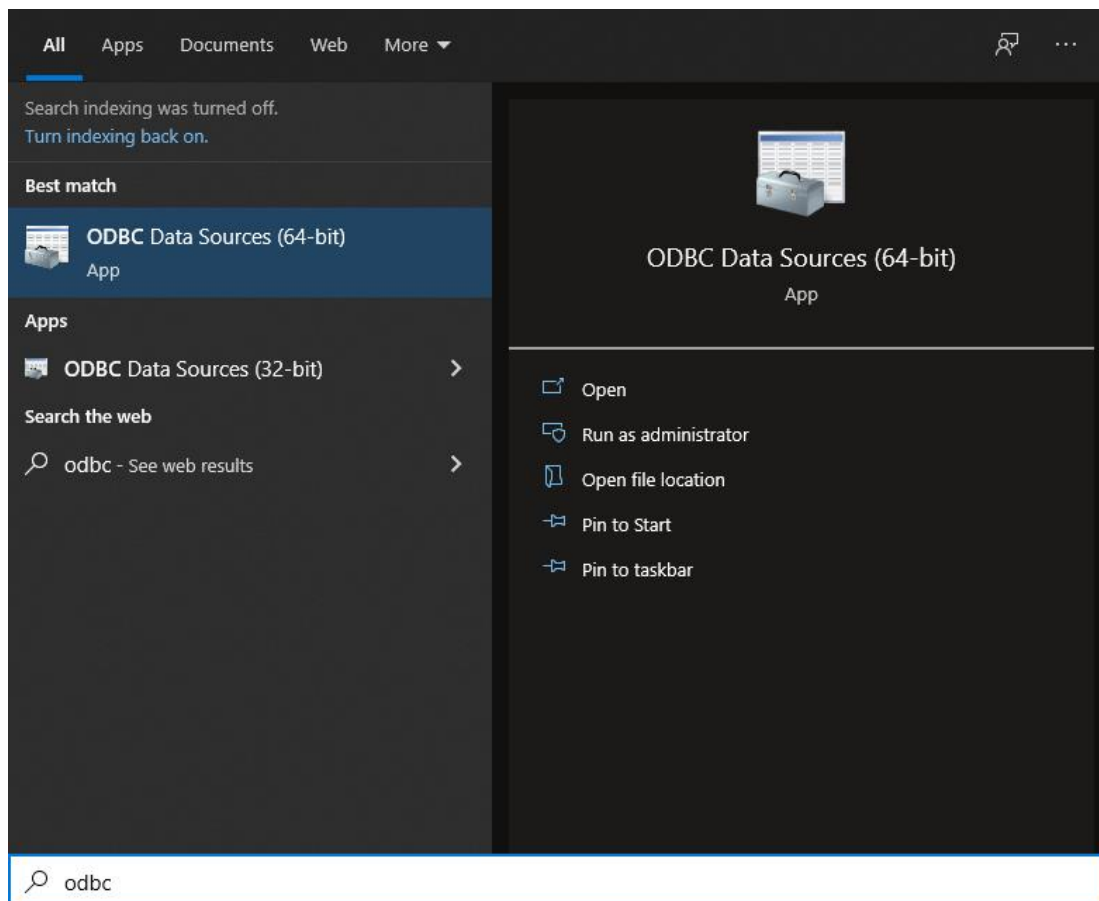 All Apps Documents Web More
Search indexing was turned off.
Turn indexing back on.
Best match
ODBC Data Sources (64-bit)
App
Apps
ODBC Data Sources (32-bit)
Search the web
odbc - See web results
ODBC Data Sources (64-bit)
App
Open
Run as administrator
Open file location
Pin to Start
Pin to taskbar
odbc